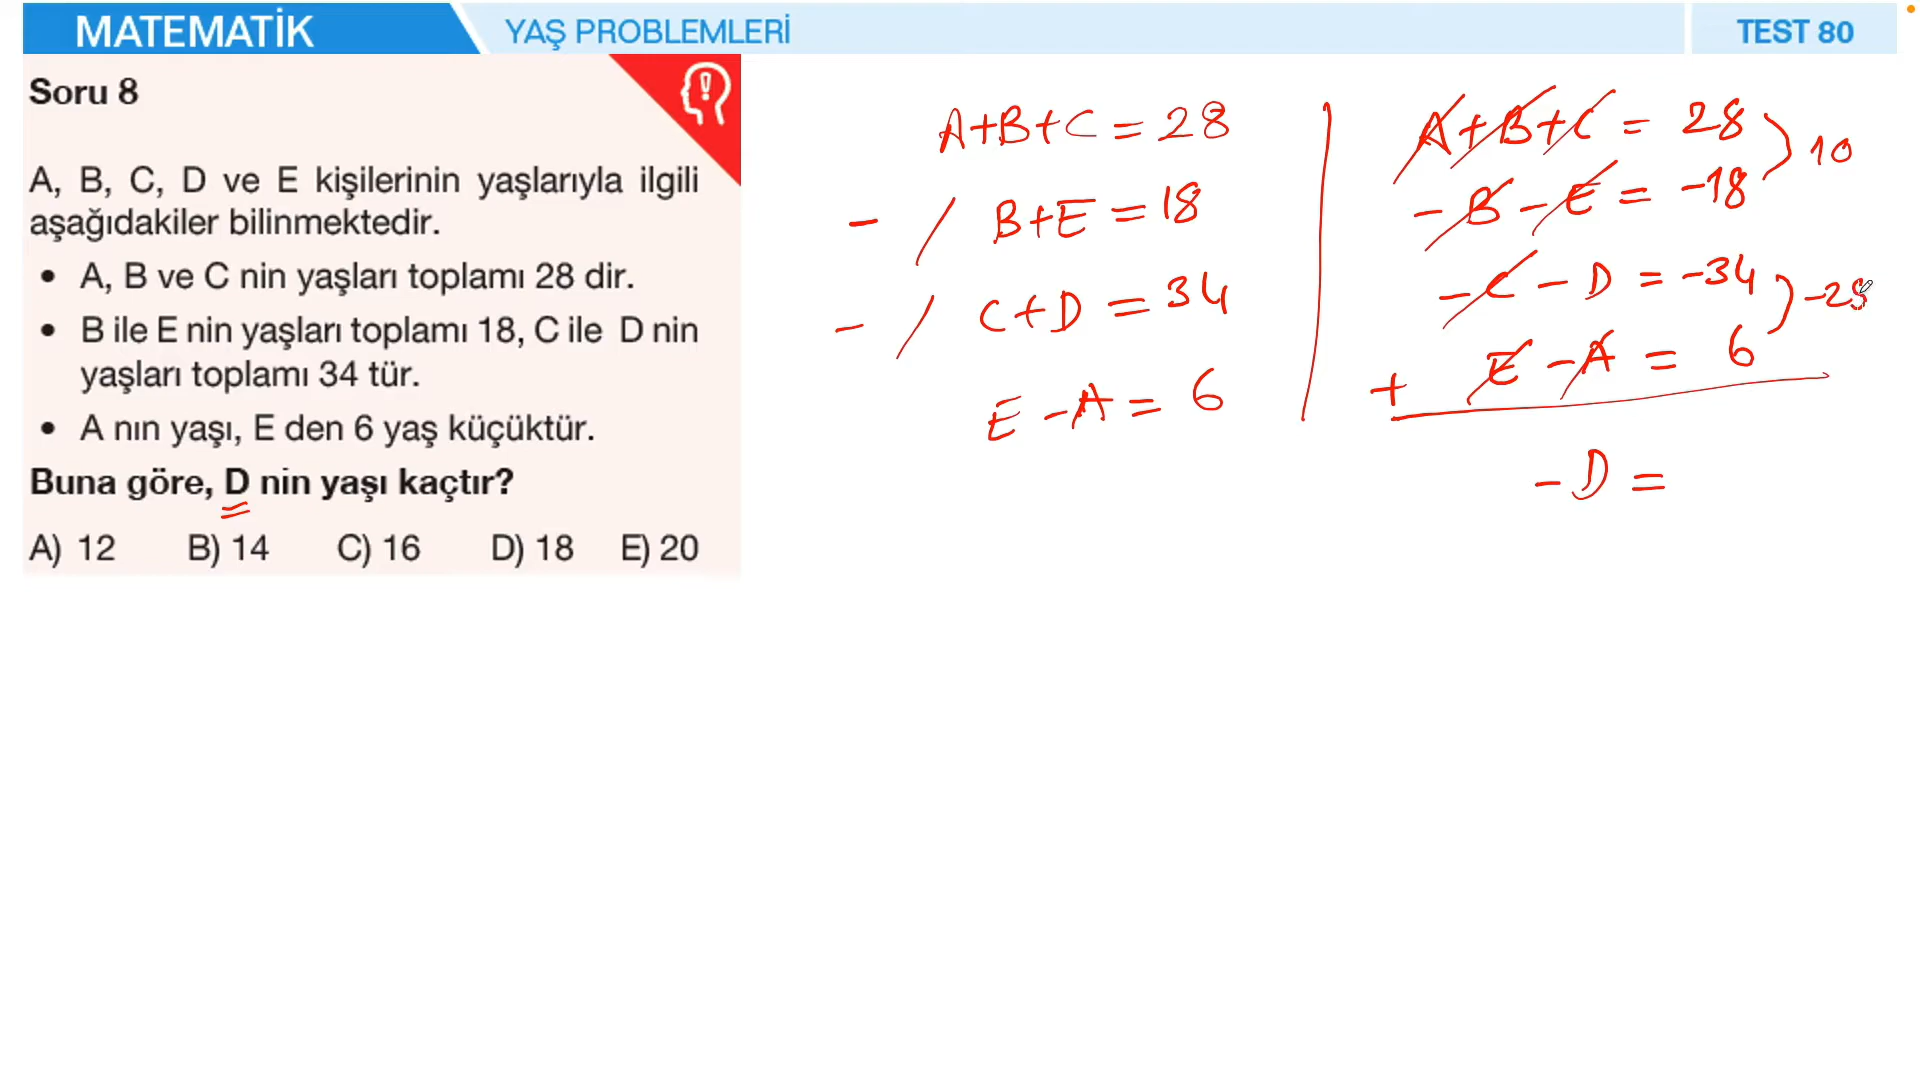 MATEMATİK
YAŞ PROBLEMLERİ
TEST 80
Soru 8
A, B, C, D ve E kişilerinin yaşlarıyla ilgili
aşağıdakiler bilinmektedir.
• A, B ve C nin yaşları toplamı 28 dir.
• B ile E nin yaşları toplamı 18, C ile D nin
yaşları toplamı 34 tür.
• A nın yaşı, E den 6 yaş küçüktür.
Buna göre, D nin yaşı kaçtır?
A) 12 B) 14 C) 16 D) 18 E) 20
A+B+C = 28
- / B+E = 18
- / C+D = 34
E - A = 6
A+B+C = 28
- B - E = -18
10
- C - D = -34
-28
+ E - A = 6
- D =